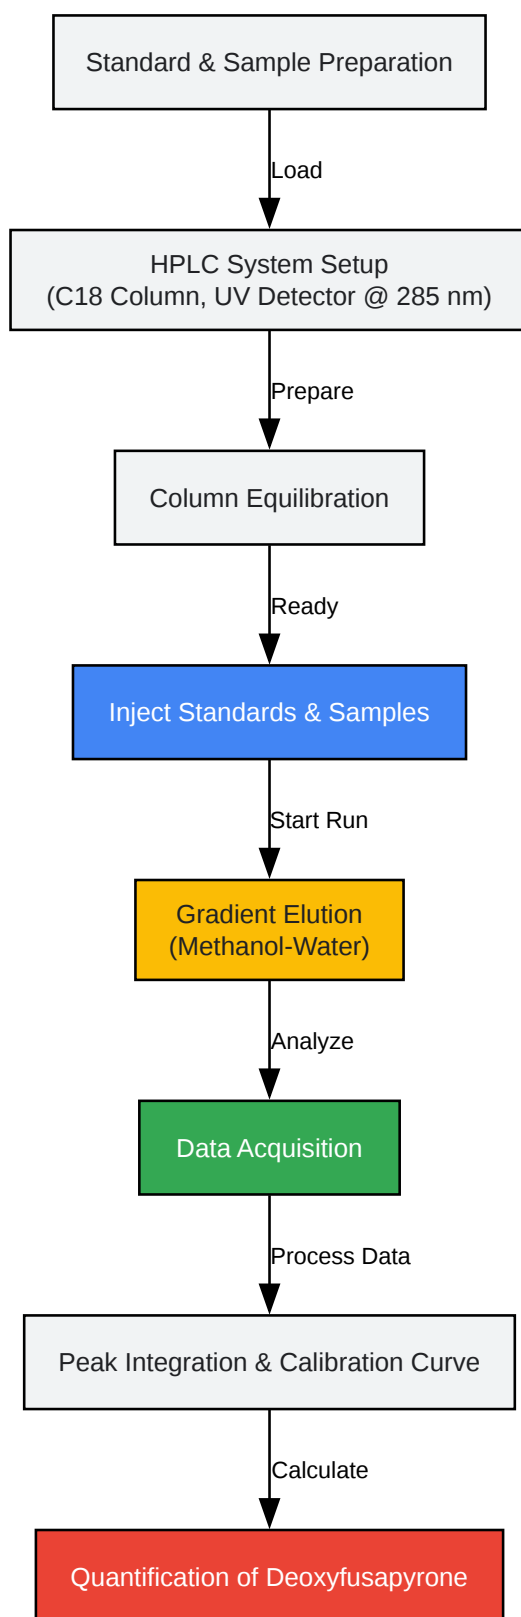 Standard & Sample Preparation
Load
HPLC System Setup
(C18 Column, UV Detector @ 285 nm)
Prepare
Column Equilibration
Ready
Inject Standards & Samples
Start Run
Gradient Elution
(Methanol-Water)
Analyze
Data Acquisition
Process Data
Peak Integration & Calibration Curve
Calculate
Quantification of Deoxyfusapyrone